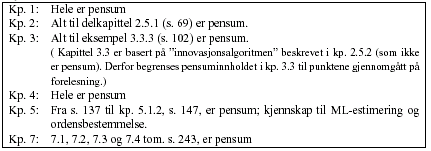 Kp. 1: Hele er pensum
Kp. 2: Alt til delkapittel 2.5.1 (s. 69) er pensum.
Kp. 3: Alt til eksempel 3.3.3 (s. 102) er pensum.
( Kapittel 3.3 er basert på ”innovasjonsalgoritmen” beskrevet i kp. 2.5.2 (som ikke
er pensum). Derfor begrenses pensuminnholdet i kp. 3.3 til punktene gjennomgått på
forelesning.)
Kp. 4: Hele er pensum
Kp. 5: Fra s. 137 til kp. 5.1.2, s. 147, er pensum; kjennskap til ML-estimering og
ordensbestemmelse.
Kp. 7: 7.1, 7.2, 7.3 og 7.4 tom. s. 243, er pensum